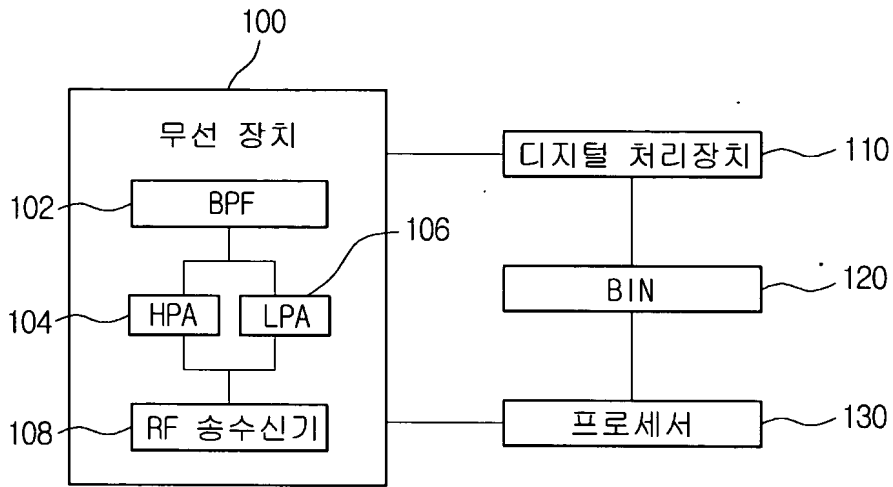 100
무선 장치
디지털 처리장치
110
102
BPF
106
BIN
120
104
HPA
LPA
108
RF 송수신기
프로세서
130